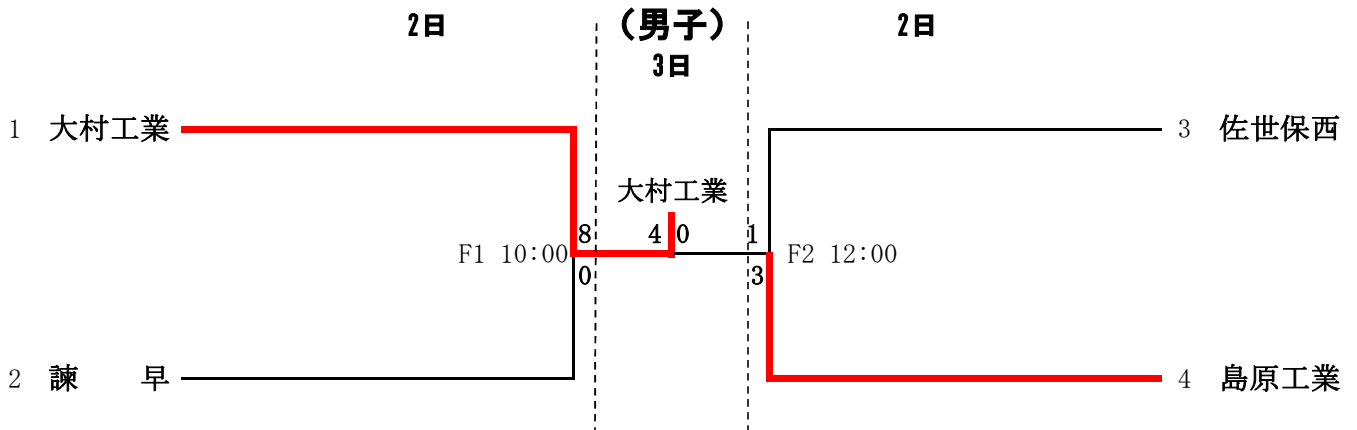 2日 （男子） 2日
3日
1 大村工業
3 佐世保西
大村工業
8 4 0 1
F1 10:00
F2 12:00
0 3
2 諫 早
4 島原工業